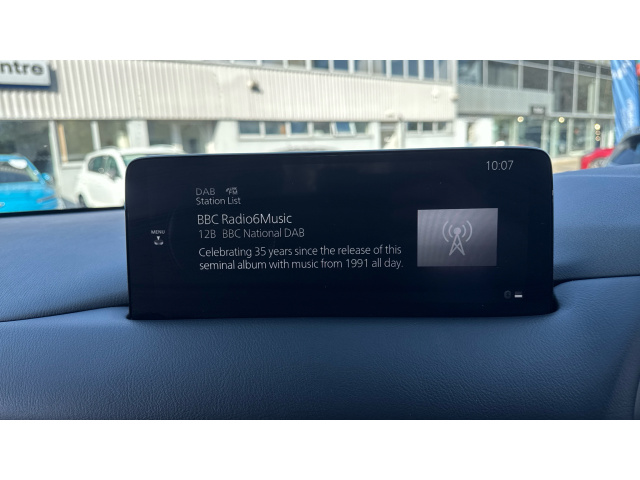 entre
10:07
DAB
Station List
BBC Radio6Music
MENU
12B BBC National DAB
Celebrating 35 years since the release of this
seminal album with music from 1991 all day.